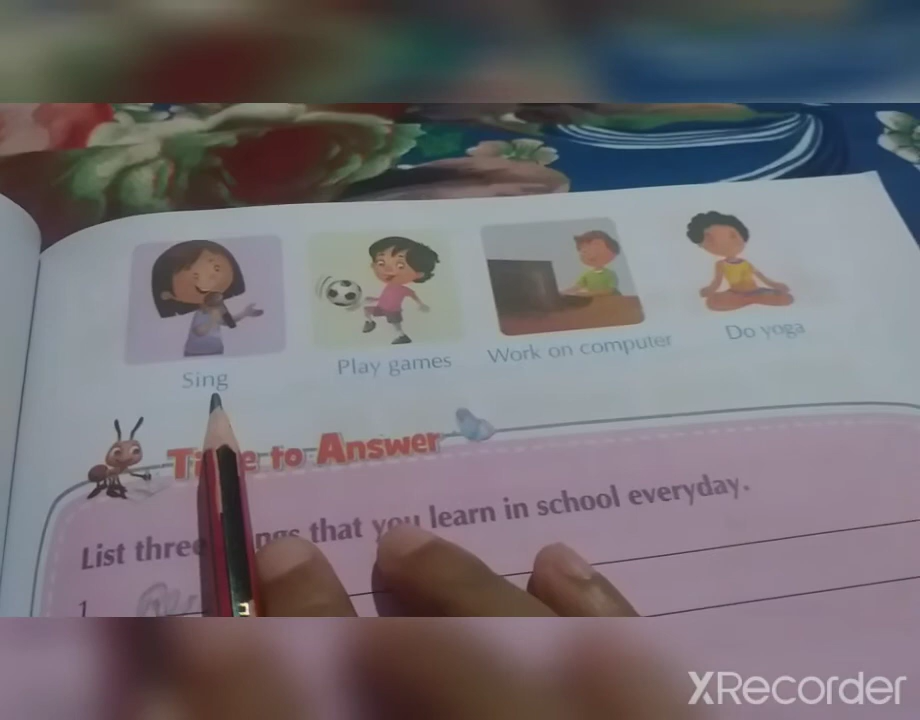 Sing
Play games
Work on computer
Do yoga
to Answer
List three that you learn in school everyday.
1
XRecorder